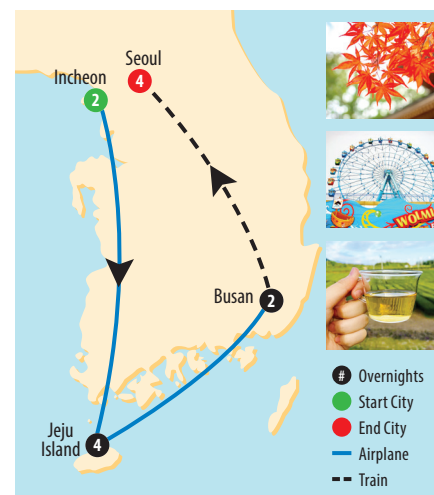 Seoul
4
Incheon
2
Busan
2
Jeju
Island
4
WOLMI
# Overnights
Start City
End City
Airplane
Train